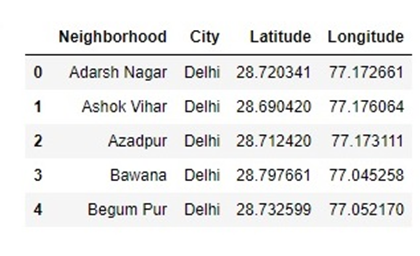 Neighborhood City Latitude Longitude
0 Adarsh Nagar Delhi 28.720341 77.172661
1 Ashok Vihar Delhi 28.690420 77.176064
2 Azadpur Delhi 28.712420 77.173111
3 Bawana Delhi 28.797661 77.045258
4 Begum Pur Delhi 28.732599 77.052170